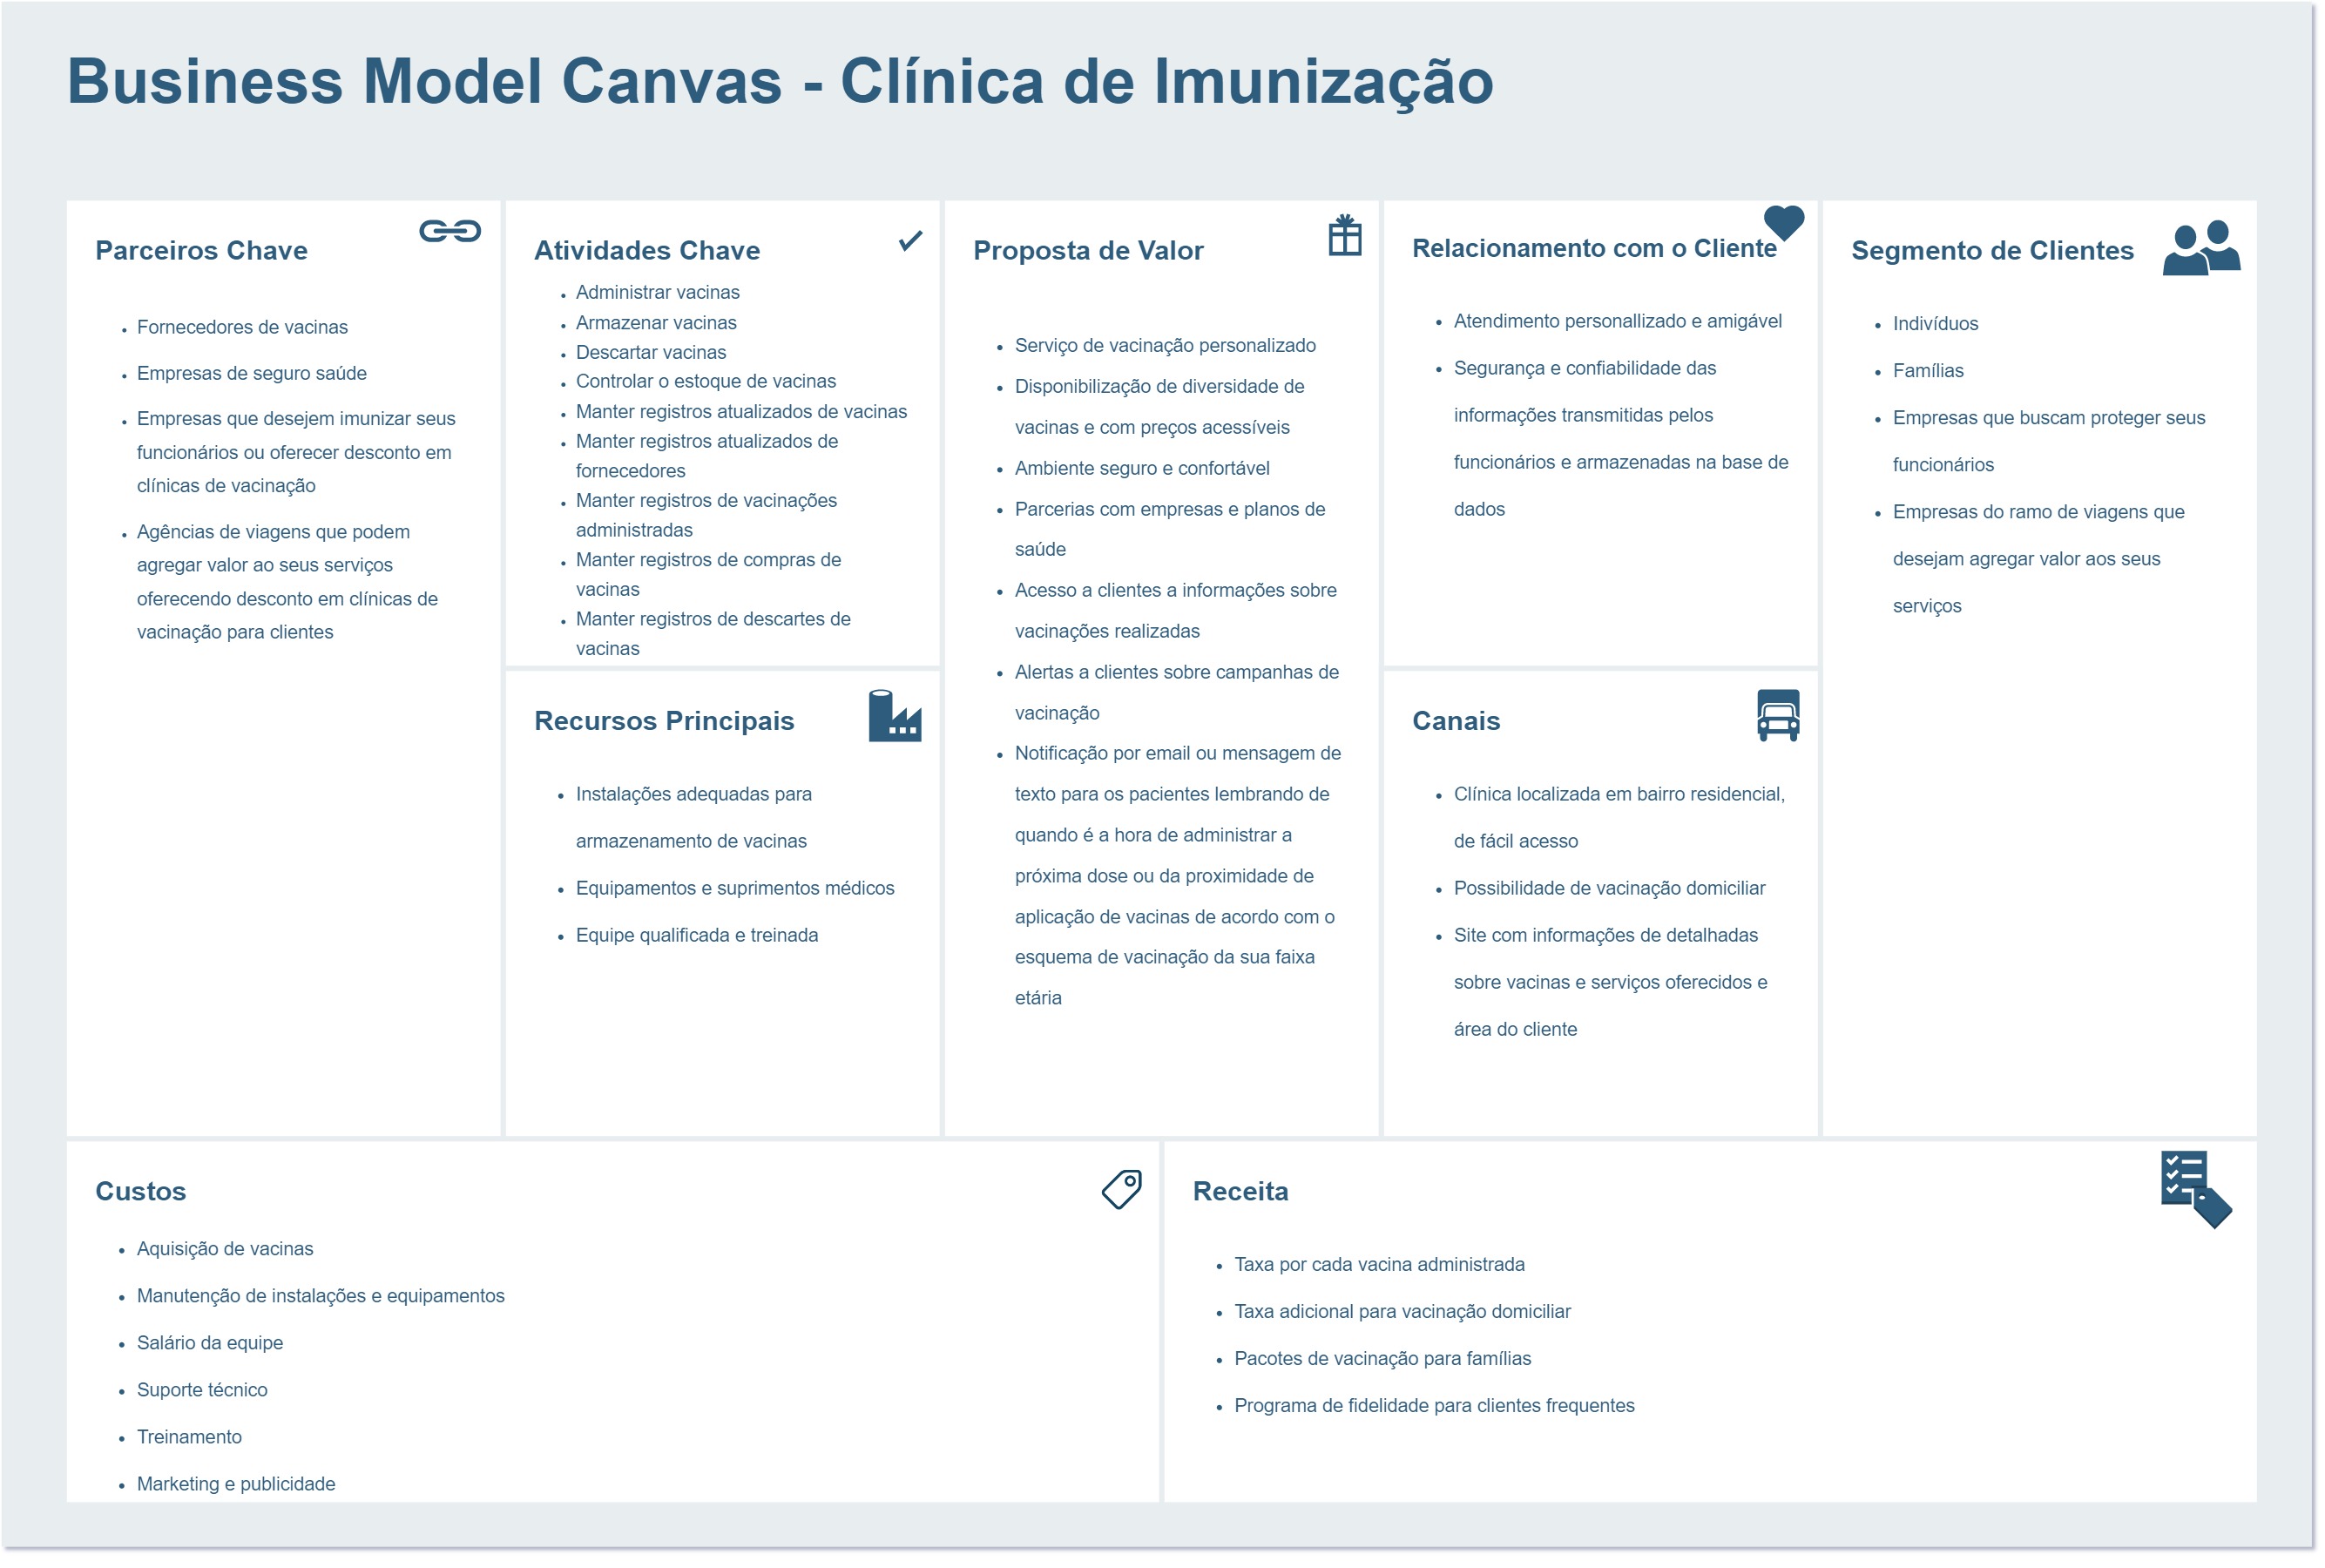 Business Model Canvas - Clínica de Imunização
Parceiros Chave
Fornecedores de vacinas
Empresas de seguro saúde
Empresas que desejem imunizar seus
funcionários ou oferecer desconto em
clínicas de vacinação
Agências de viagens que podem
agregar valor ao seus serviços
oferecendo desconto em clínicas de
vacinação para clientes
Atividades Chave
Administrar vacinas
Armazenar vacinas
Descartar vacinas
Controlar o estoque de vacinas
Manter registros atualizados de vacinas
Manter registros atualizados de
fornecedores
Manter registros de vacinações
administradas
Manter registros de compras de
vacinas
Manter registros de descartes de
vacinas
Recursos Principais
Instalações adequadas para
armazenamento de vacinas
Equipamentos e suprimentos médicos
Equipe qualificada e treinada
Proposta de Valor
Serviço de vacinação personalizado
Disponibilização de diversidade de
vacinas e com preços acessíveis
Ambiente seguro e confortável
Parcerias com empresas e planos de
saúde
Acesso a clientes a informações sobre
vacinações realizadas
Alertas a clientes sobre campanhas de
vacinação
Notificação por email ou mensagem de
texto para os pacientes lembrando de
quando é a hora de administrar a
próxima dose ou da proximidade de
aplicação de vacinas de acordo com o
esquema de vacinação da sua faixa
etária
Relacionamento com o Cliente
Atendimento personallizado e amigável
Segurança e confiabilidade das
informações transmitidas pelos
funcionários e armazenadas na base de
dados
Canais
Clínica localizada em bairro residencial,
de fácil acesso
Possibilidade de vacinação domiciliar
Site com informações de detalhadas
sobre vacinas e serviços oferecidos e
área do cliente
Segmento de Clientes
Indivíduos
Famílias
Empresas que buscam proteger seus
funcionários
Empresas do ramo de viagens que
desejam agregar valor aos seus
serviços
Custos
Aquisição de vacinas
Manutenção de instalações e equipamentos
Salário da equipe
Suporte técnico
Treinamento
Marketing e publicidade
Receita
Taxa por cada vacina administrada
Taxa adicional para vacinação domiciliar
Pacotes de vacinação para famílias
Programa de fidelidade para clientes frequentes